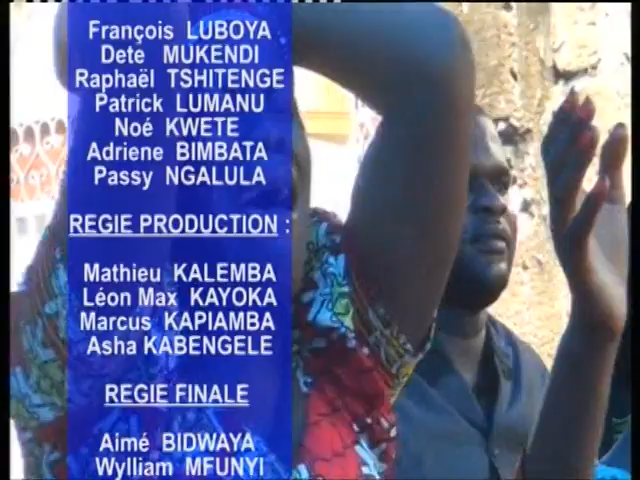 François LUBOYA
Dete MUKENDI
Raphaël TSHITENGE
Patrick LUMANU
Noé KWETE
Adriene BIMBATA
Passy NGALULA
REGIE PRODUCTION :
Mathieu KALEMBA
Léon Max KAYOKA
Marcus KAPIAMBA
Asha KABENGELE
REGIE FINALE
Aimé BIDWAYA
Wylliam MFUNYI